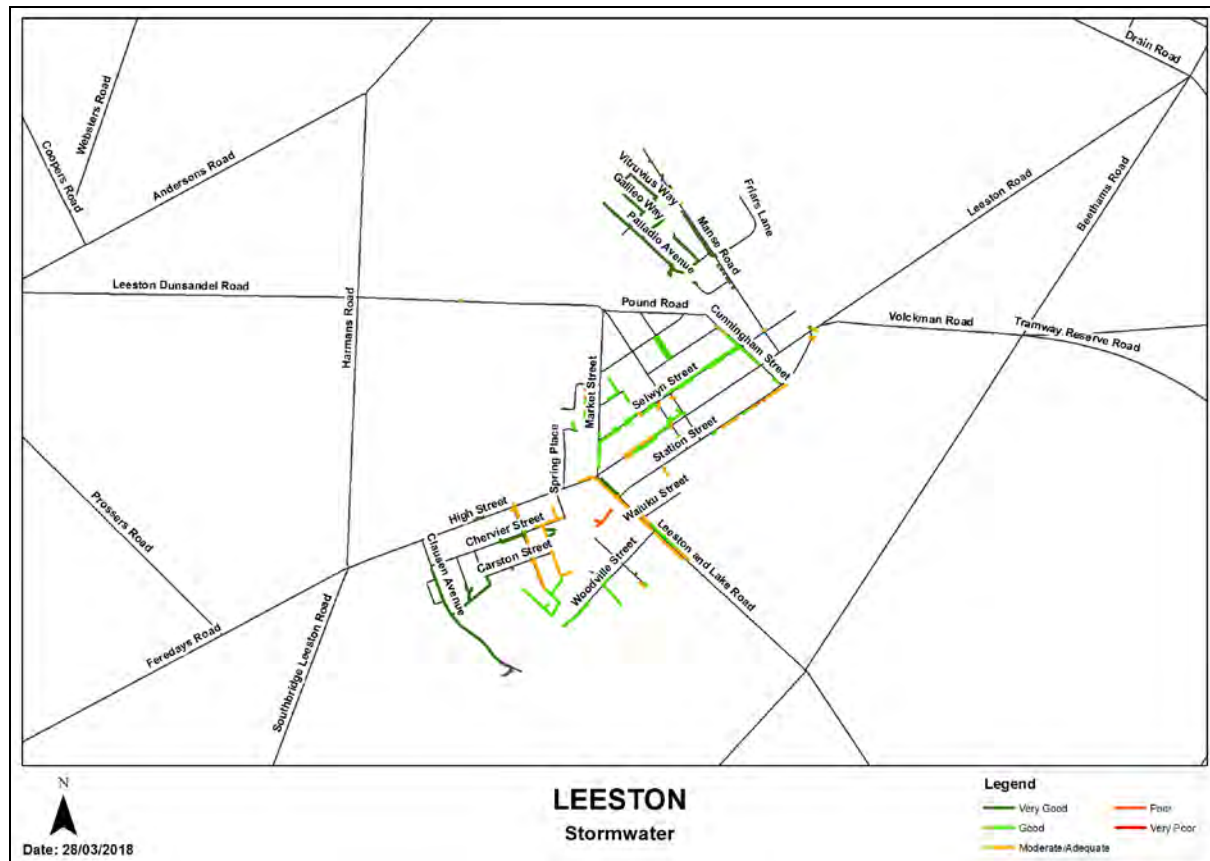 Drain Road
Websters Road
Coopers Road
Andersons Road
Vitruvius Way
Galileo Way
Palladio Avenue
Manse Road
Friars Lane
Leeston Road
Beethams Road
Leeston Dunsandel Road
Harmans Road
Pound Road
Cunningham Street
Volckman Road
Tramway Reserve Road
Market Street
Selwyn Street
Station Street
Spring Place
Prossers Road
High Street
Chervier Street
Carston Street
Clausen Avenue
Waiuku Street
Leeston and Lake Road
Woodville Street
Feredays Road
Southbridge Leeston Road
N
Date: 28/03/2018
LEESTON
Stormwater
Legend
Very Good
Good
Moderate/Adequate
Poor
Very Poor